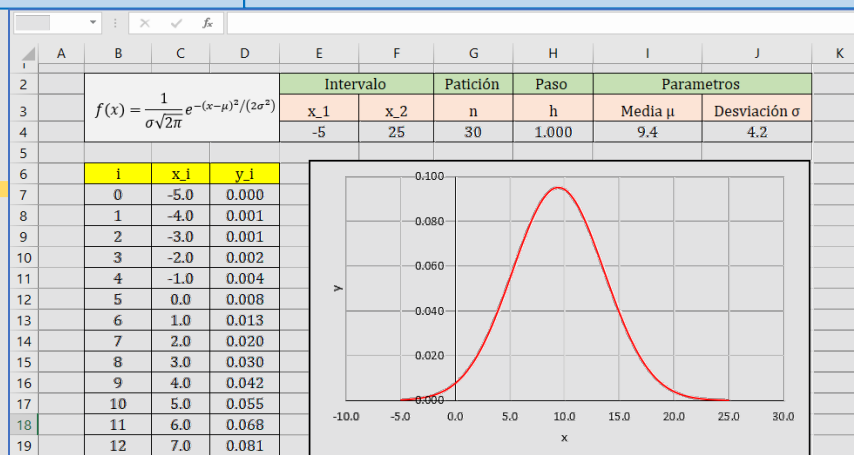 fx
A B C D E F G H I J K
2 f(x) = 1/(σ√2π) e^−(x−μ)²/(2σ²) Intervalo Patición Paso Parametros
3 x_1 x_2 n h Media μ Desviación σ
4 -5 25 30 1.000 9.4 4.2
5
6 i x_i y_i
7 0 -5.0 0.000
8 1 -4.0 0.001
9 2 -3.0 0.001
10 3 -2.0 0.002
11 4 -1.0 0.004
12 5 0.0 0.008
13 6 1.0 0.013
14 7 2.0 0.020
15 8 3.0 0.030
16 9 4.0 0.042
17 10 5.0 0.055
18 11 6.0 0.068
19 12 7.0 0.081
0.100
0.080
0.060
y
0.040
0.020
0.000
-10.0 -5.0 0.0 5.0 10.0 15.0 20.0 25.0 30.0
x